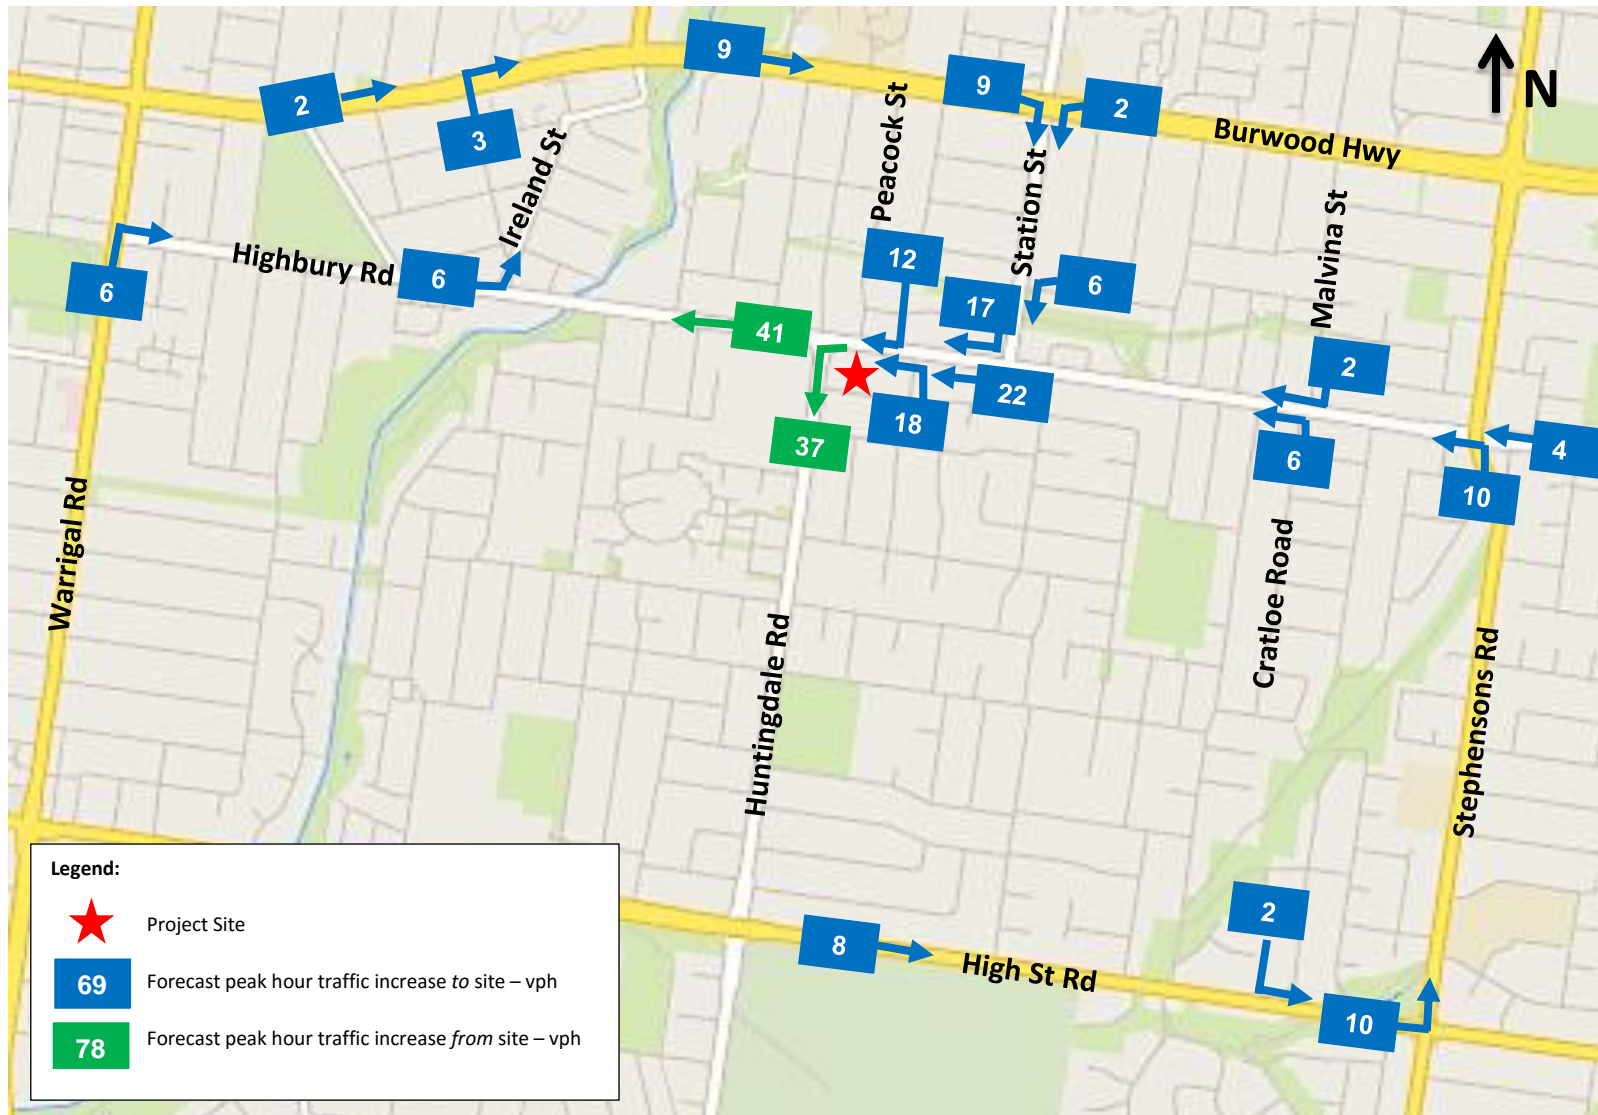 9
N
2
9
2
3
Burwood Hwy
Peacock St
Ireland St
Station St
Malvina St
Highbury Rd
6
6
12
17
6
41
2
22
18
37
6
4
10
Warrigal Rd
Cratloe Road
Huntingdale Rd
Stephensons Rd
Legend:
Project Site
69 Forecast peak hour traffic increase to site – vph
78 Forecast peak hour traffic increase from site – vph
2
8
High St Rd
10